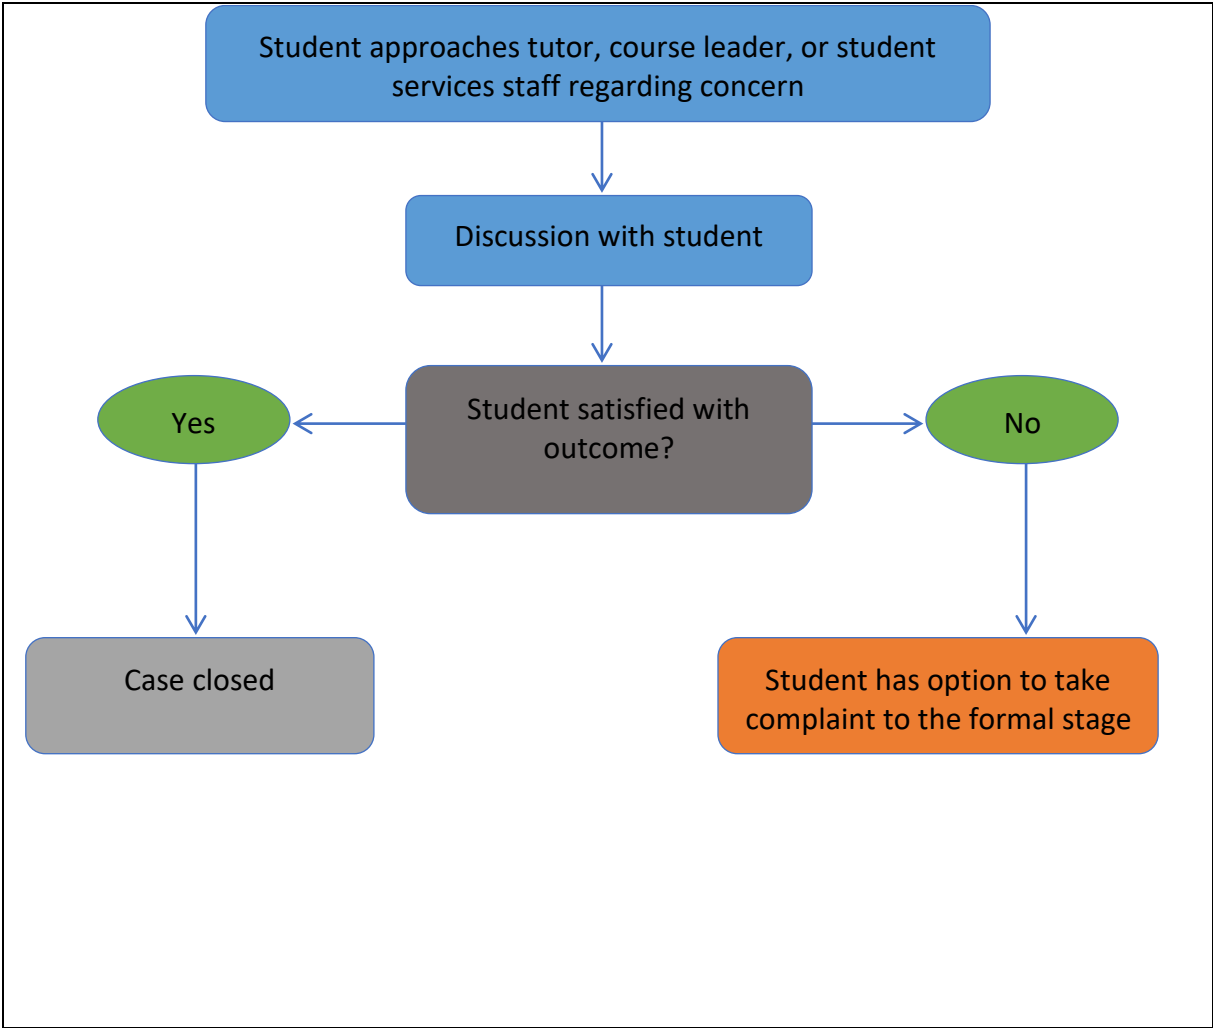 Student approaches tutor, course leader, or student
services staff regarding concern
Discussion with student
Student satisfied with
outcome?
Yes
No
Case closed
Student has option to take
complaint to the formal stage